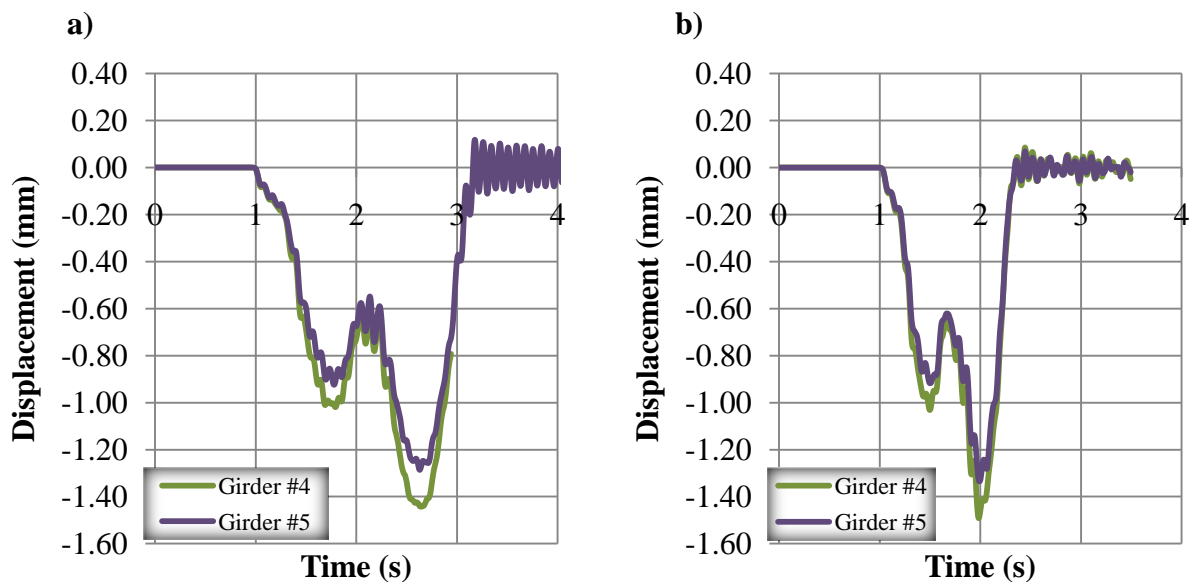 a)
0.40
0.20
0.00
-0.20
-0.40
-0.60
-0.80
-1.00
-1.20
-1.40
-1.60
0 1 2 3 4
Displacement (mm)
Time (s)
Girder #4
Girder #5
b)
0.40
0.20
0.00
-0.20
-0.40
-0.60
-0.80
-1.00
-1.20
-1.40
-1.60
0 1 2 3 4
Displacement (mm)
Time (s)
Girder #4
Girder #5